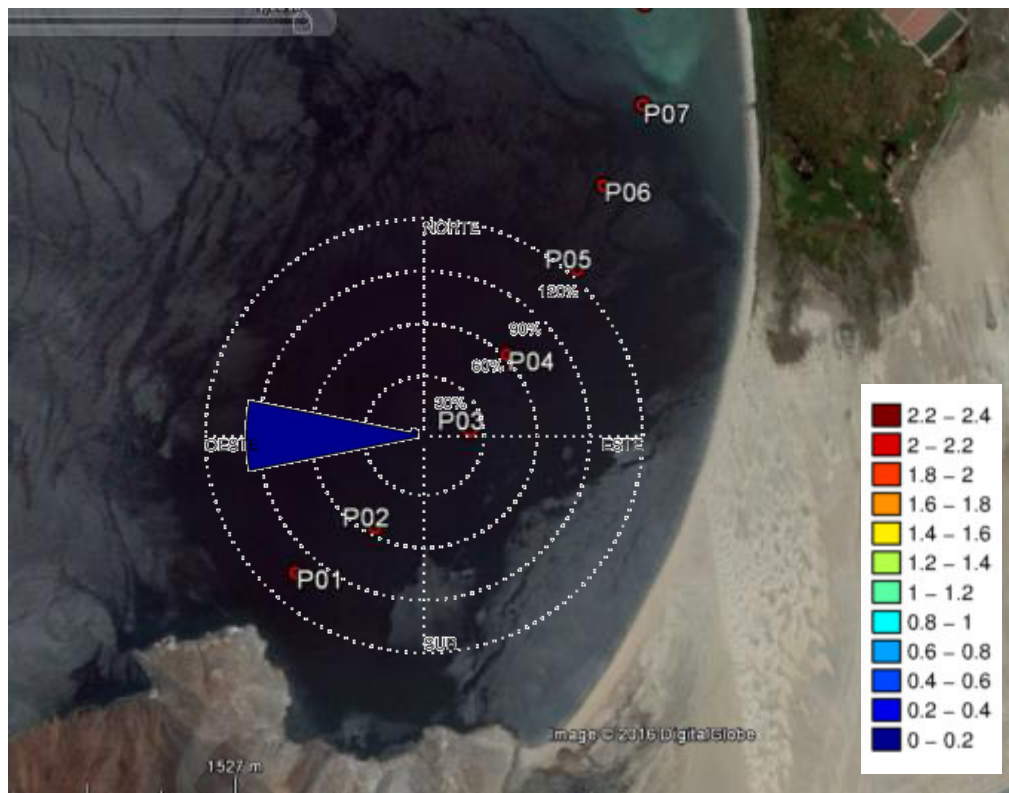 P07
P06
NORTE
P05
120%
90%
60%
P04
30%
P03
OESTE
ESTE
P02
P01
SUR
2.2 – 2.4
2 – 2.2
1.8 – 2
1.6 – 1.8
1.4 – 1.6
1.2 – 1.4
1 – 1.2
0.8 – 1
0.6 – 0.8
0.4 – 0.6
0.2 – 0.4
0 – 0.2
Image © 2016 DigitalGlobe
1527 m